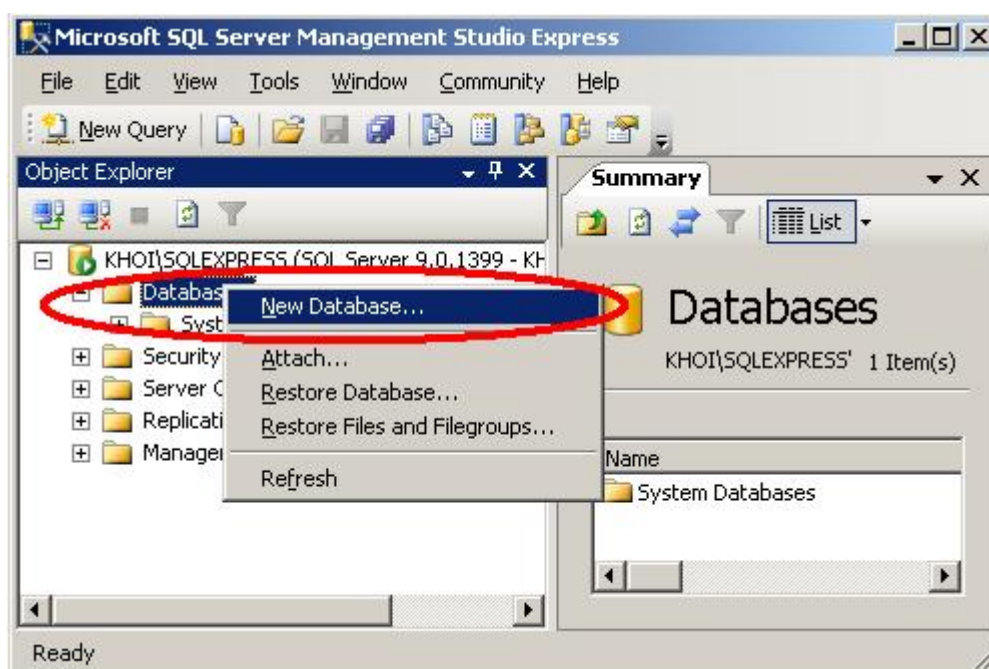 Microsoft SQL Server Management Studio Express
File Edit View Tools Window Community Help
New Query
Object Explorer
KHOI\SQLEXPRESS (SQL Server 9.0.1399 - KH
Databas
Syst
Security
Server O
Replicati
Manage
New Database...
Attach...
Restore Database...
Restore Files and Filegroups...
Refresh
Summary
List
Databases
KHOI\SQLEXPRESS' 1 Item(s)
Name
System Databases
Ready